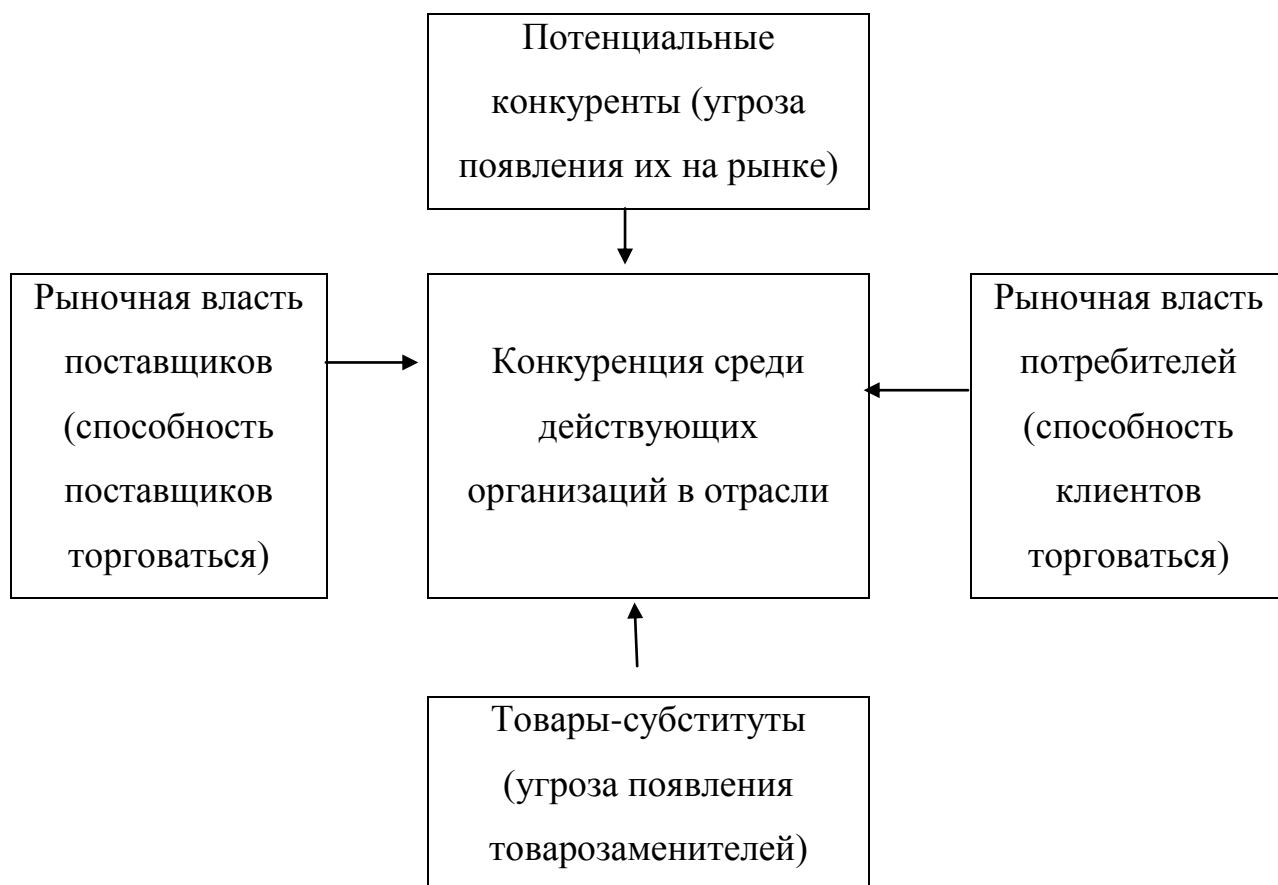 Потенциальные
конкуренты (угроза
появления их на рынке)
Рыночная власть
поставщиков
(способность
поставщиков
торговаться)
Конкуренция среди
действующих
организаций в отрасли
Рыночная власть
потребителей
(способность
клиентов
торговаться)
Товары-субституты
(угроза появления
товарозаменителей)